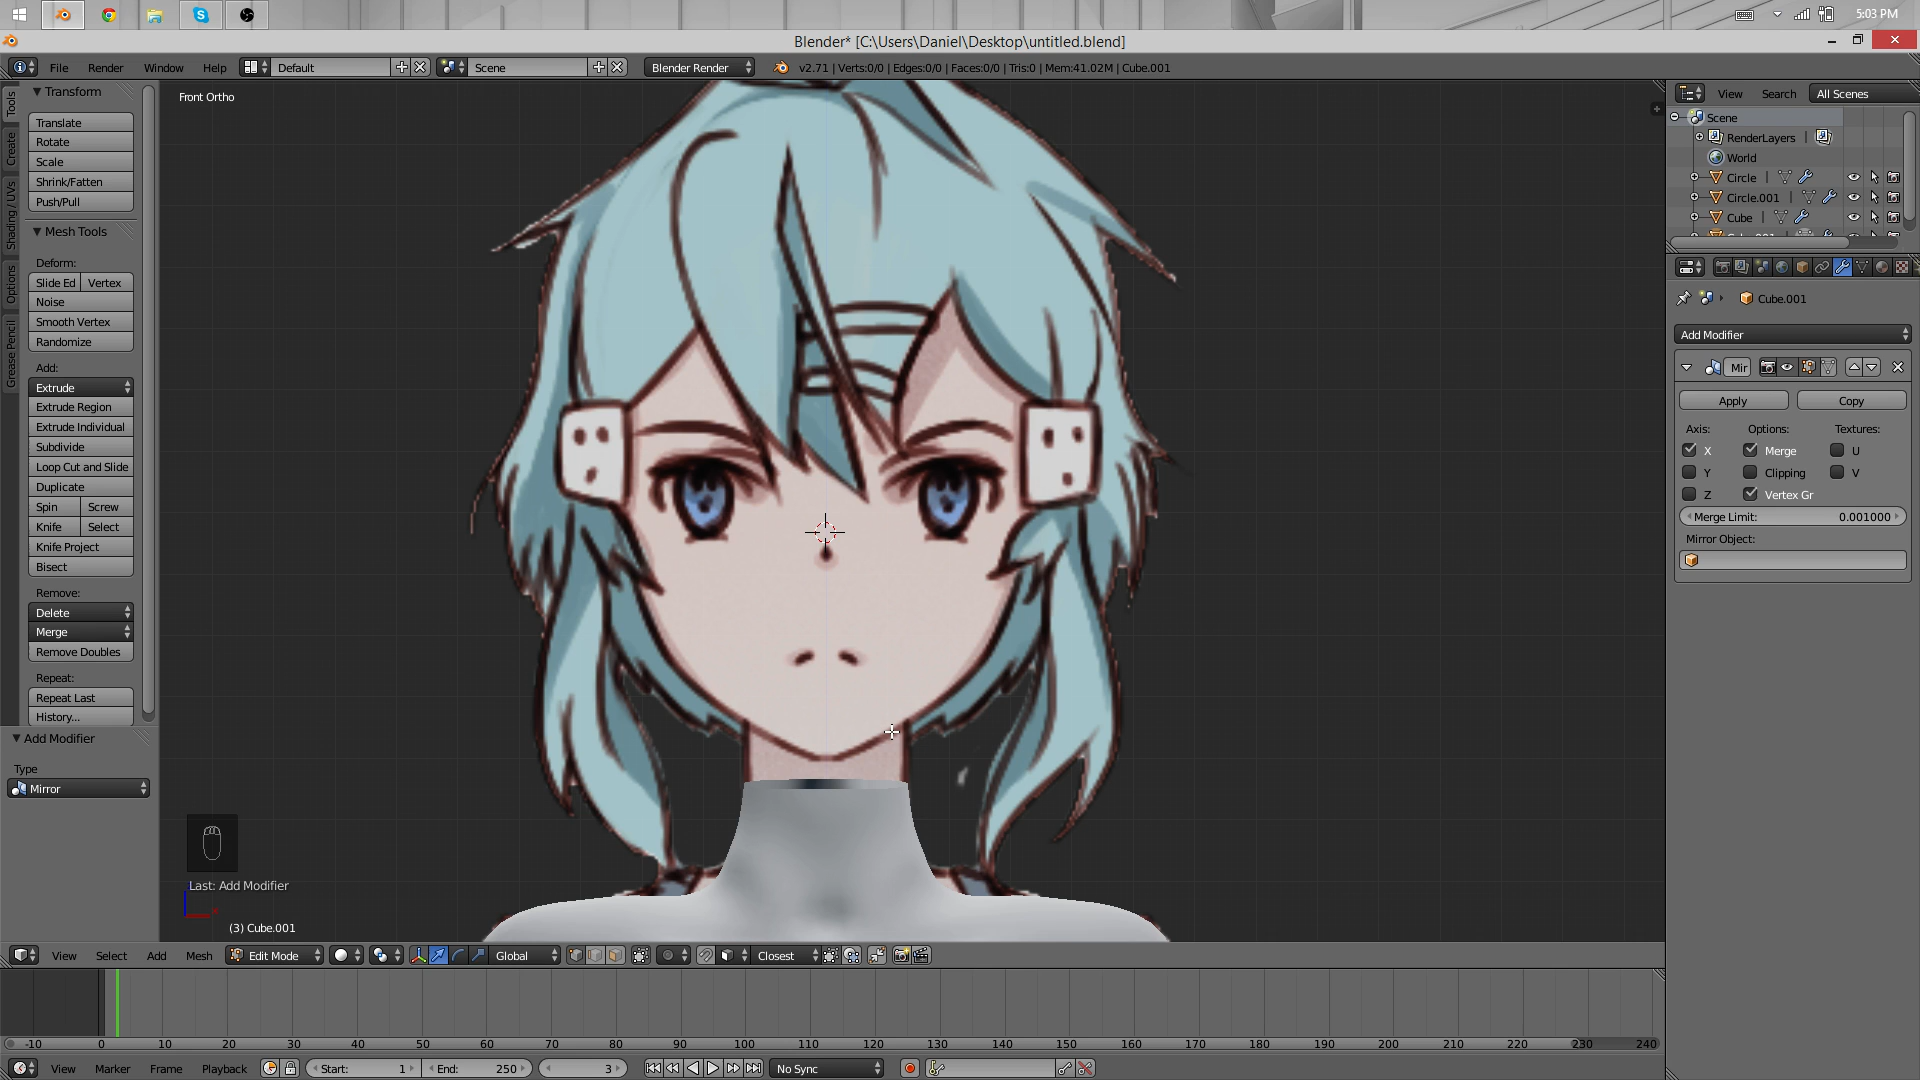 5:03 PM
Blender* [C:\Users\Daniel\Desktop\untitled.blend]
File Render Window Help Default Scene Blender Render v2.71 | Verts:0/0 | Edges:0/0 | Faces:0/0 | Tris:0 | Mem:41.02M | Cube.001
Tools
Create
Shading / UVs
Options
Grease Pencil
Transform
Translate
Rotate
Scale
Shrink/Fatten
Push/Pull
Mesh Tools
Deform:
Slide Ed Vertex
Noise
Smooth Vertex
Randomize
Add:
Extrude
Extrude Region
Extrude Individual
Subdivide
Loop Cut and Slide
Duplicate
Spin Screw
Knife Select
Knife Project
Bisect
Remove:
Delete
Merge
Remove Doubles
Repeat:
Repeat Last
History...
Add Modifier
Type
Mirror
Front Ortho
Last: Add Modifier
(3) Cube.001
View Search All Scenes
Scene
RenderLayers |
World
Circle |
Circle.001 |
Cube |
Cube.001
Add Modifier
Mir
Apply Copy
Axis: Options: Textures:
X Merge U
Y Clipping V
Z Vertex Gr
Merge Limit: 0.001000
Mirror Object:
View Select Add Mesh Edit Mode Global Closest
-10 0 10 20 30 40 50 60 70 80 90 100 110 120 130 140 150 160 170 180 190 200 210 220 230 240
View Marker Frame Playback Start: 1 End: 250 3 No Sync